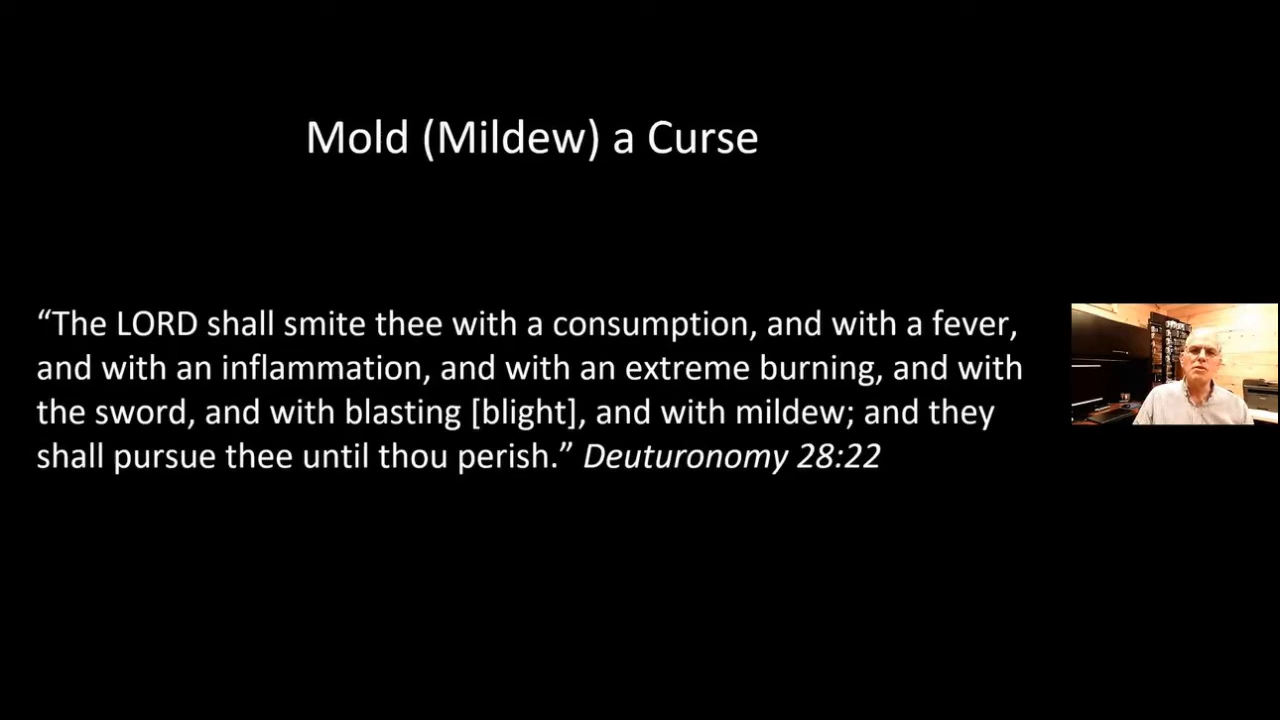 Mold (Mildew) a Curse
“The LORD shall smite thee with a consumption, and with a fever,
and with an inflammation, and with an extreme burning, and with
the sword, and with blasting [blight], and with mildew; and they
shall pursue thee until thou perish.” Deuturonomy 28:22